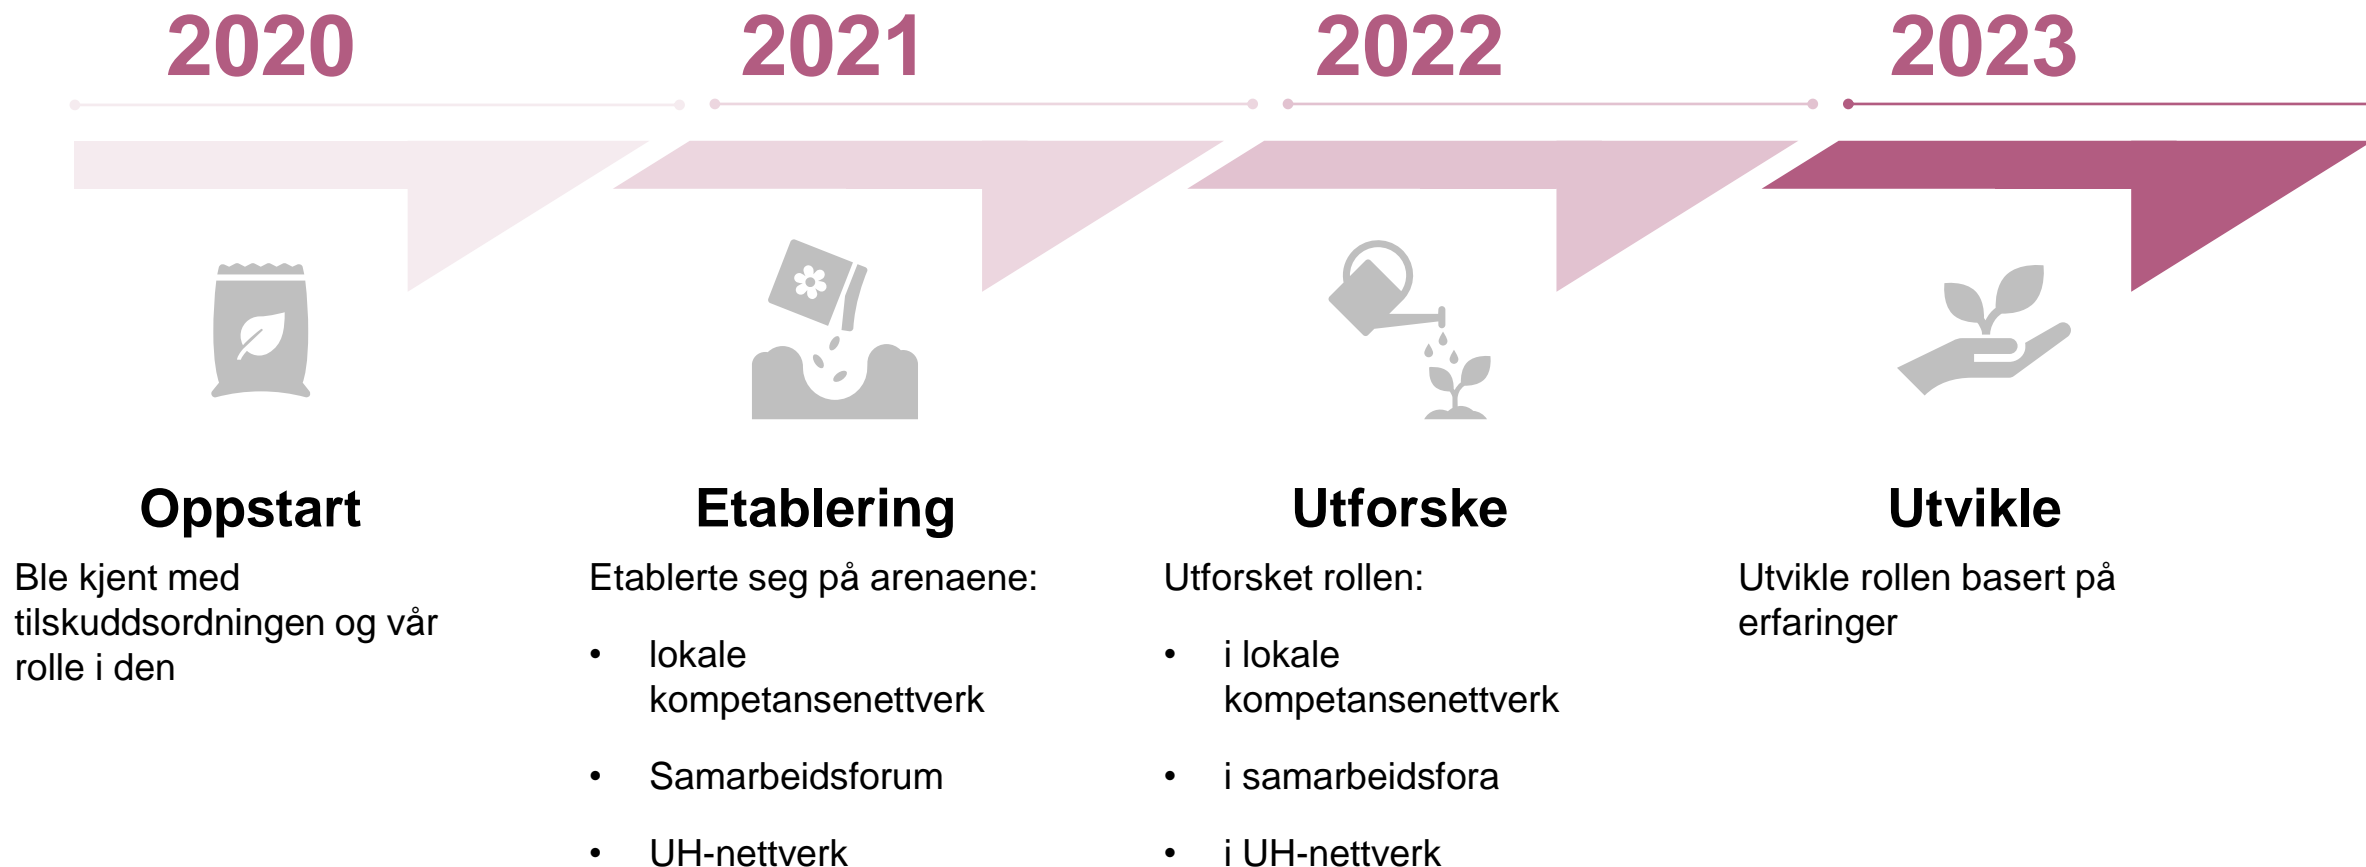 2020
2021
2022
2023
Oppstart
Ble kjent med
tilskuddsordningen og vår
rolle i den
Etablering
Etablerte seg på arenaene:
• lokale
kompetansenettverk
• Samarbeidsforum
• UH-nettverk
Utforske
Utforsket rollen:
• i lokale
kompetansenettverk
• i samarbeidsfora
• i UH-nettverk
Utvikle
Utvikle rollen basert på
erfaringer